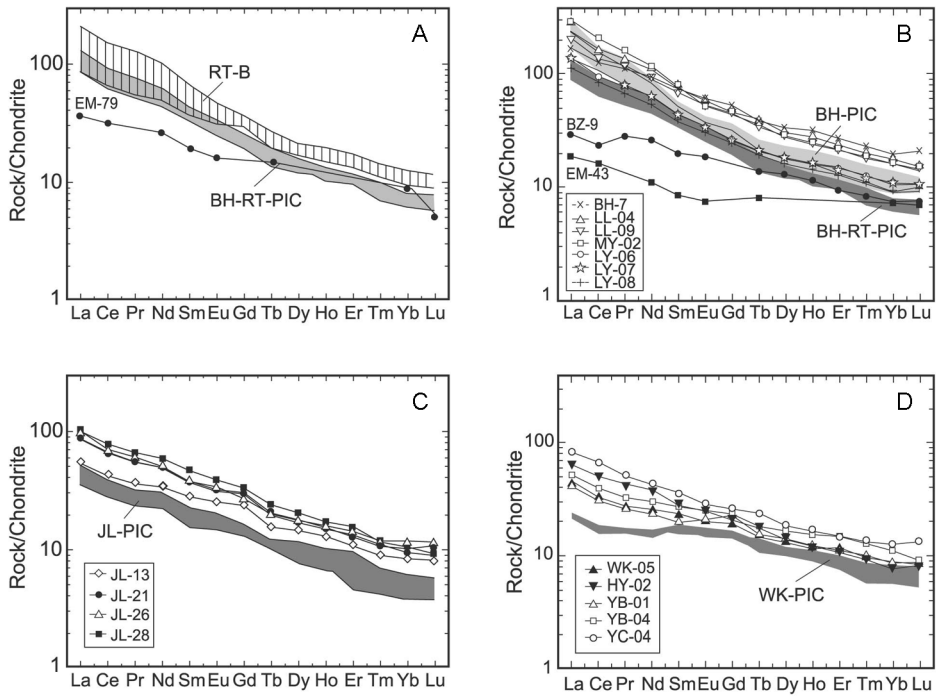 A
Rock/Chondrite
100
10
1
RT-B
EM-79
BH-RT-PIC
La Ce Pr Nd Sm Eu Gd Tb Dy Ho Er Tm Yb Lu
B
Rock/Chondrite
100
10
1
BZ-9
EM-43
BH-PIC
BH-RT-PIC
BH-7
LL-04
LL-09
MY-02
LY-06
LY-07
LY-08
La Ce Pr Nd Sm Eu Gd Tb Dy Ho Er Tm Yb Lu
C
Rock/Chondrite
100
10
1
JL-PIC
JL-13
JL-21
JL-26
JL-28
La Ce Pr Nd Sm Eu Gd Tb Dy Ho Er Tm Yb Lu
D
Rock/Chondrite
100
10
1
WK-PIC
WK-05
HY-02
YB-01
YB-04
YC-04
La Ce Pr Nd Sm Eu Gd Tb Dy Ho Er Tm Yb Lu